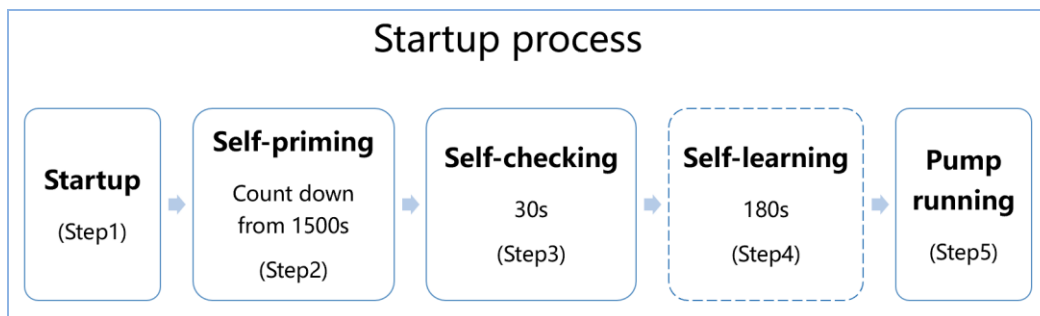 Startup process
Startup
(Step1)
Self-priming
Count down
from 1500s
(Step2)
Self-checking
30s
(Step3)
Self-learning
180s
(Step4)
Pump
running
(Step5)